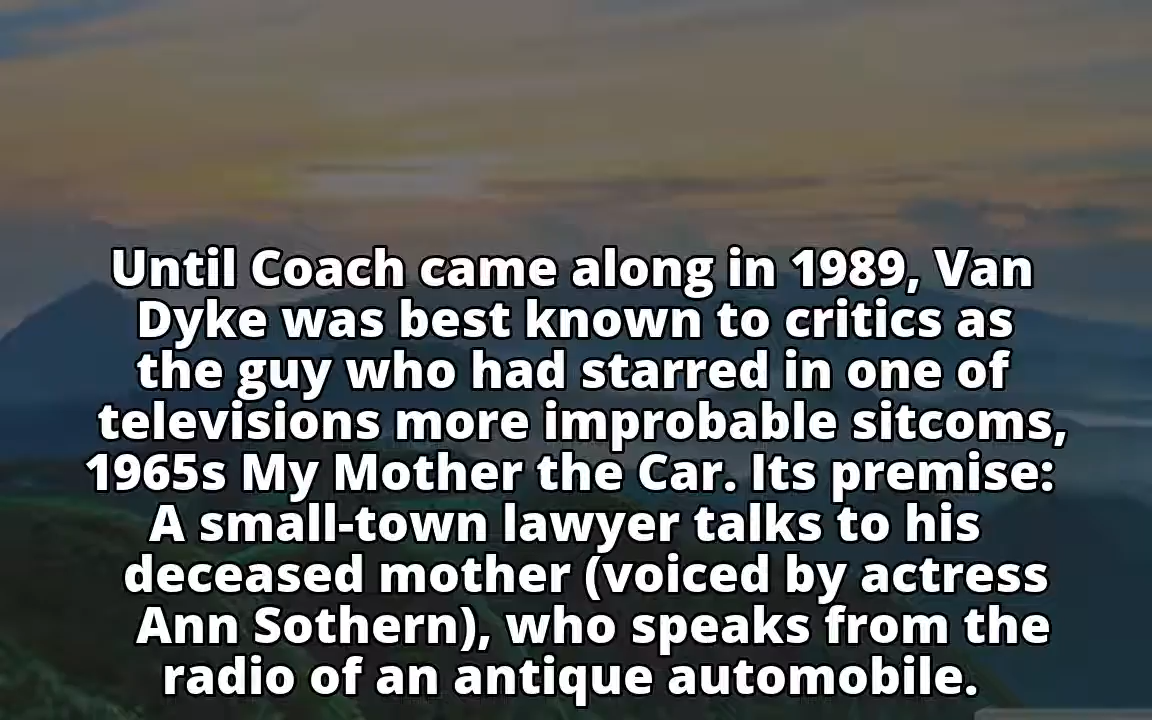 Until Coach came along in 1989, Van
Dyke was best known to critics as
the guy who had starred in one of
televisions more improbable sitcoms,
1965s My Mother the Car. Its premise:
A small-town lawyer talks to his
deceased mother (voiced by actress
Ann Sothern), who speaks from the
radio of an antique automobile.